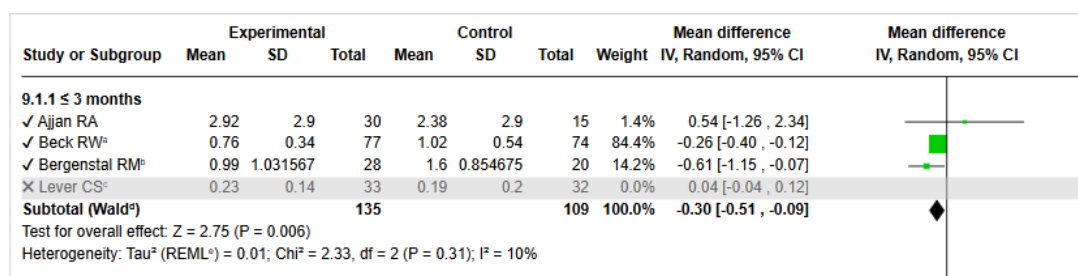 Experimental Control Mean difference Mean difference
Study or Subgroup Mean SD Total Mean SD Total Weight IV, Random, 95% CI IV, Random, 95% CI
9.1.1 ≤ 3 months
✓ Ajjan RA 2.92 2.9 30 2.38 2.9 15 1.4% 0.54 [-1.26 , 2.34]
✓ Beck RWᵃ 0.76 0.34 77 1.02 0.54 74 84.4% -0.26 [-0.40 , -0.12]
✓ Bergenstal RMᵇ 0.99 1.031567 28 1.6 0.854675 20 14.2% -0.61 [-1.15 , -0.07]
✕ Lever CSᶜ 0.23 0.14 33 0.19 0.2 32 0.0% 0.04 [-0.04 , 0.12]
Subtotal (Waldᵈ) 135 109 100.0% -0.30 [-0.51 , -0.09]
Test for overall effect: Z = 2.75 (P = 0.006)
Heterogeneity: Tau² (REMLᵉ) = 0.01; Chi² = 2.33, df = 2 (P = 0.31); I² = 10%